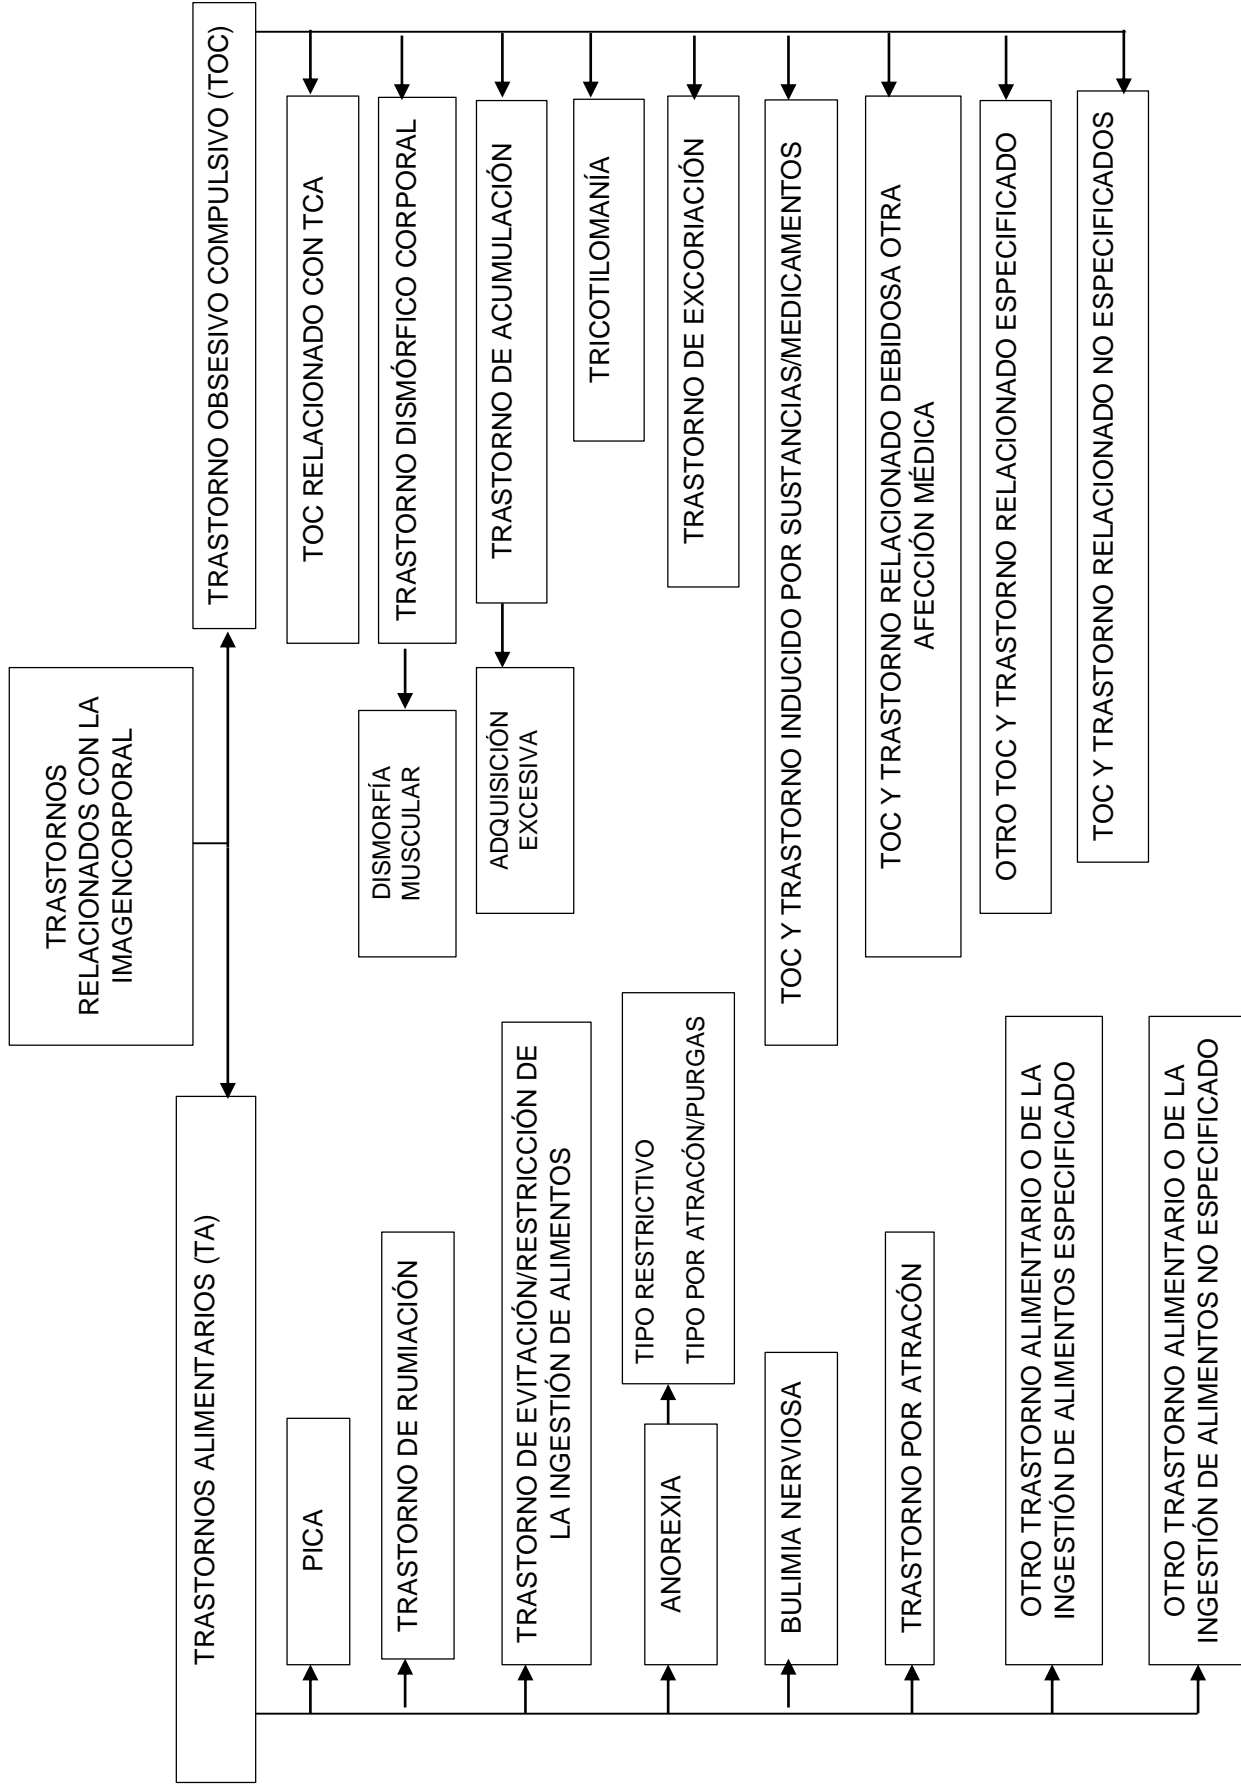 TRASTORNOS
RELACIONADOS CON LA
IMAGENCORPORAL
TRASTORNOS ALIMENTARIOS (TA)
PICA
TRASTORNO DE RUMIACIÓN
TRASTORNO DE EVITACIÓN/RESTRICCIÓN DE
LA INGESTIÓN DE ALIMENTOS
ANOREXIA
TIPO RESTRICTIVO
TIPO POR ATRACÓN/PURGAS
BULIMIA NERVIOSA
TRASTORNO POR ATRACÓN
OTRO TRASTORNO ALIMENTARIO O DE LA
INGESTIÓN DE ALIMENTOS ESPECIFICADO
OTRO TRASTORNO ALIMENTARIO O DE LA
INGESTIÓN DE ALIMENTOS NO ESPECIFICADO
TRASTORNO OBSESIVO COMPULSIVO (TOC)
TOC RELACIONADO CON TCA
TRASTORNO DISMÓRFICO CORPORAL
DISMORFÍA
MUSCULAR
TRASTORNO DE ACUMULACIÓN
ADQUISICIÓN
EXCESIVA
TRICOTILOMANÍA
TRASTORNO DE EXCORIACIÓN
TOC Y TRASTORNO INDUCIDO POR SUSTANCIAS/MEDICAMENTOS
TOC Y TRASTORNO RELACIONADO DEBIDOSA OTRA
AFECCIÓN MÉDICA
OTRO TOC Y TRASTORNO RELACIONADO ESPECIFICADO
TOC Y TRASTORNO RELACIONADO NO ESPECIFICADOS